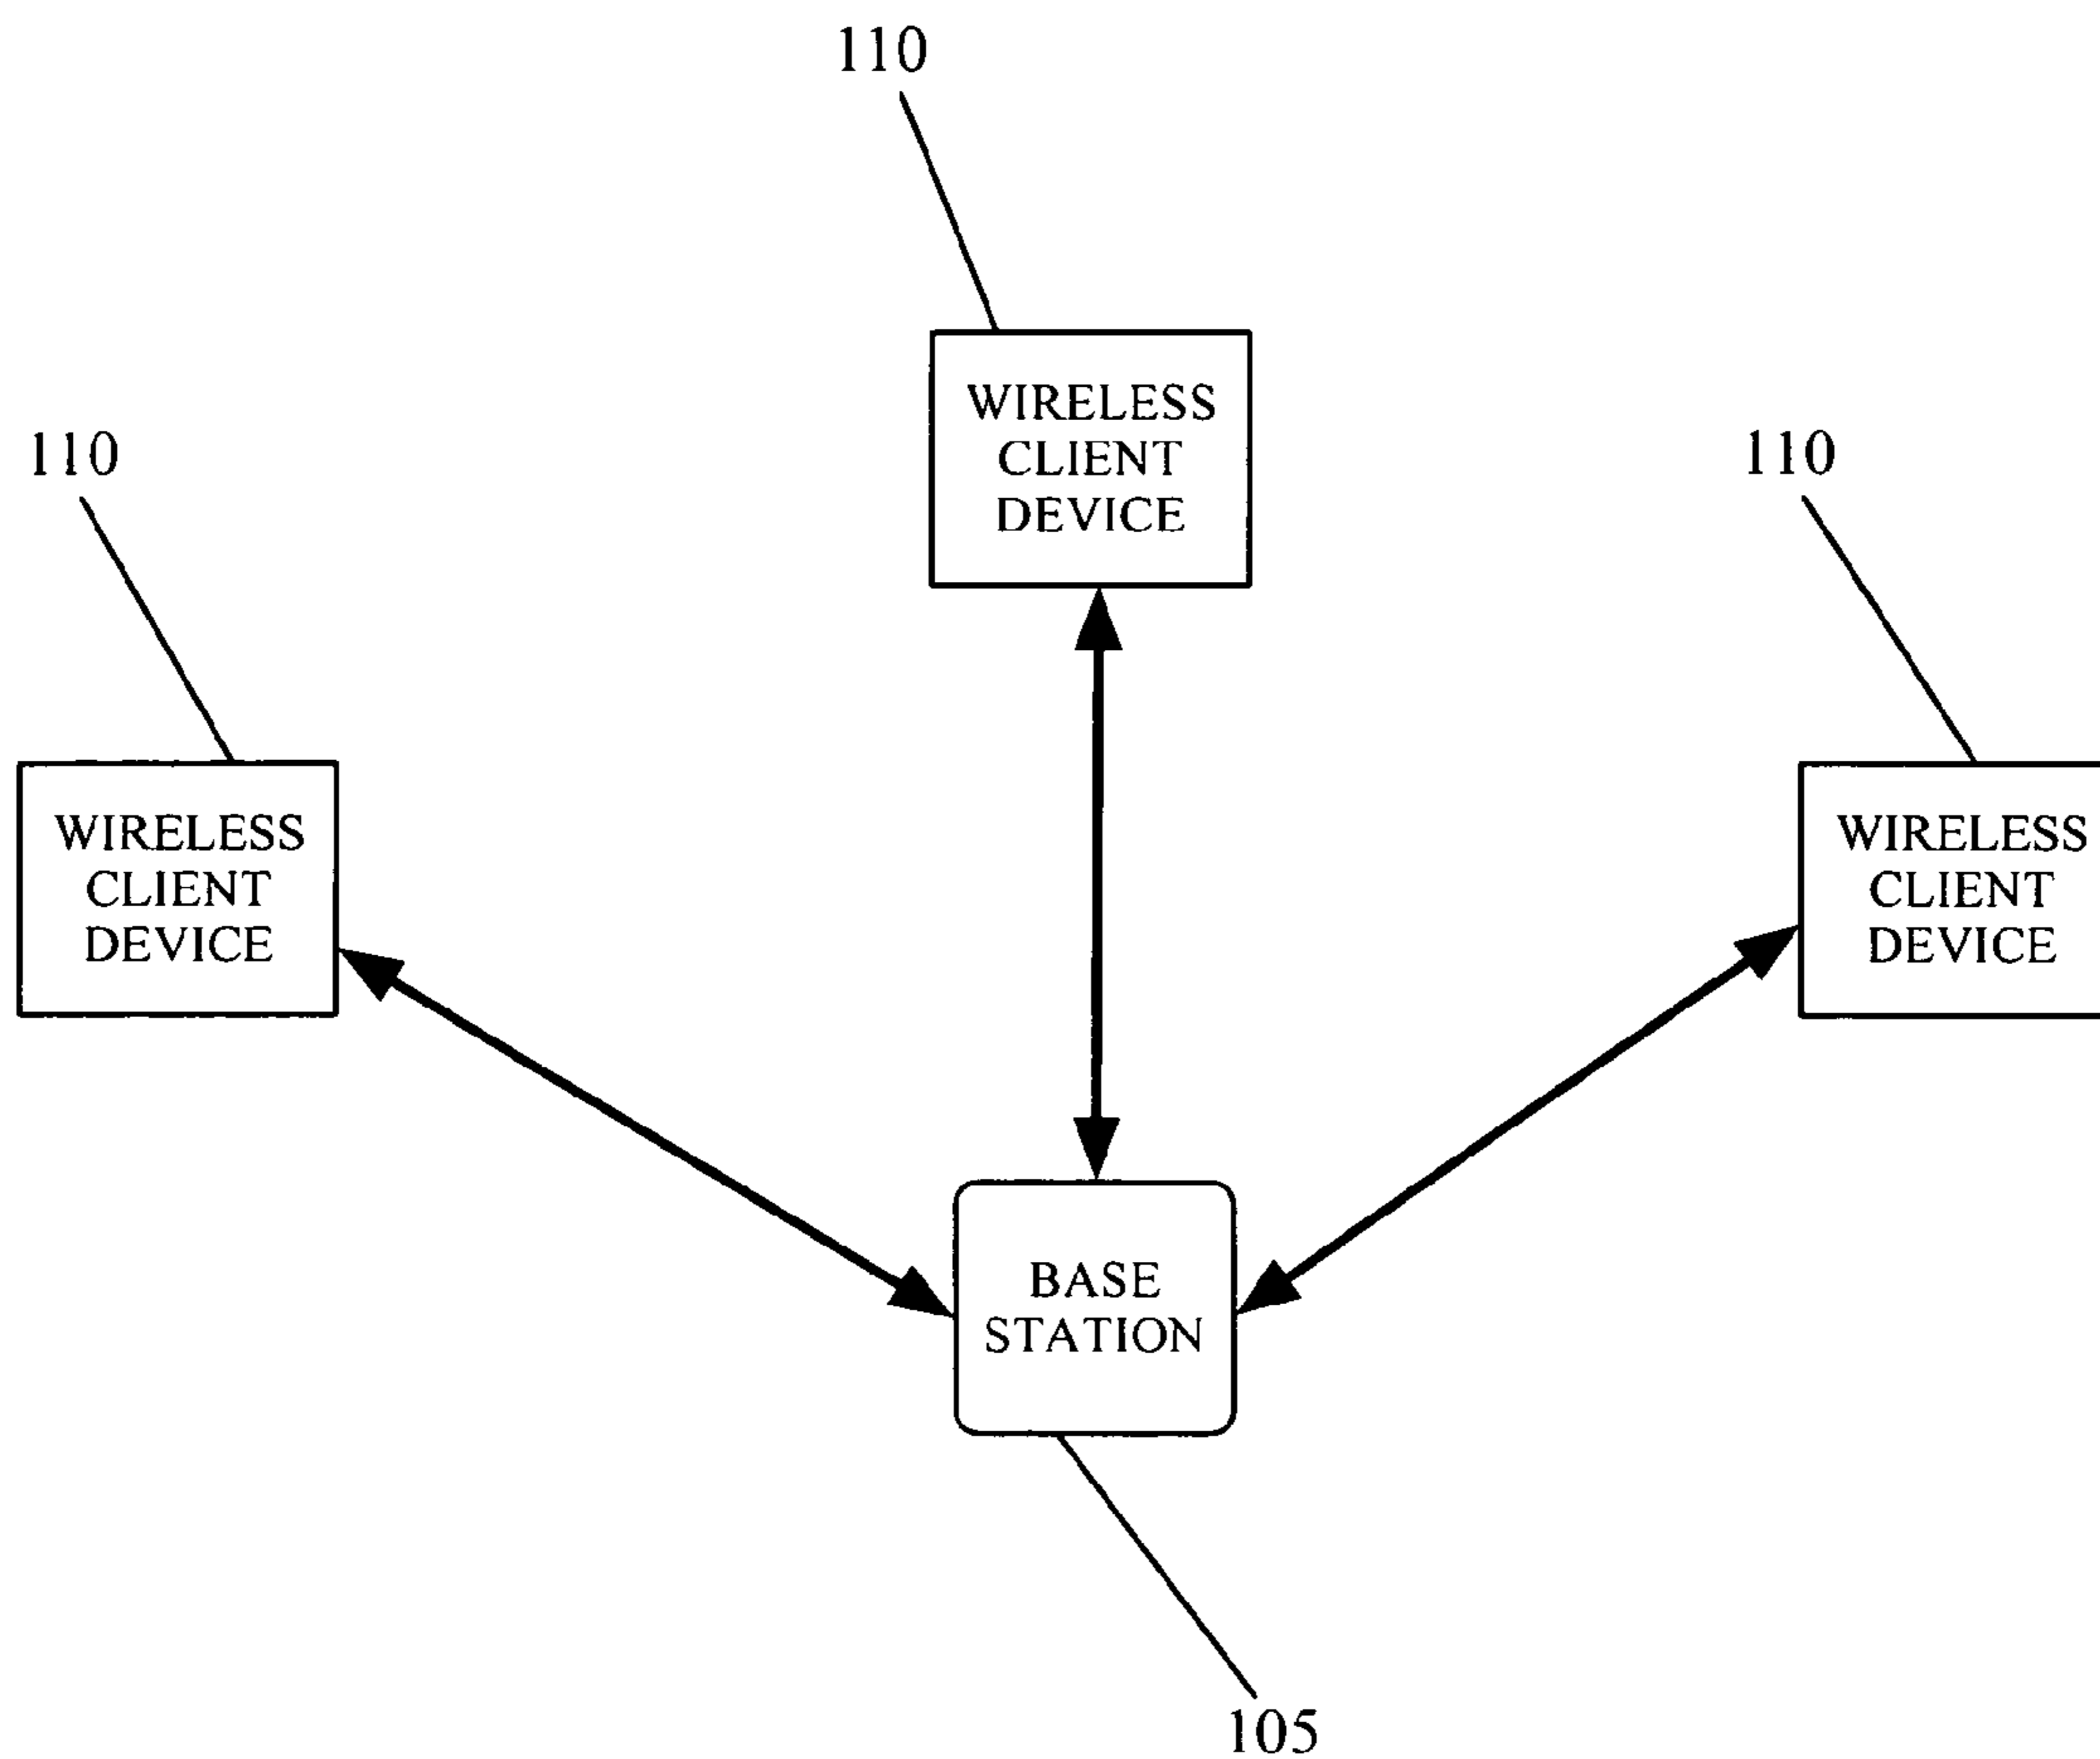 110
WIRELESS
CLIENT
DEVICE
110
WIRELESS
CLIENT
DEVICE
110
WIRELESS
CLIENT
DEVICE
BASE
STATION
105